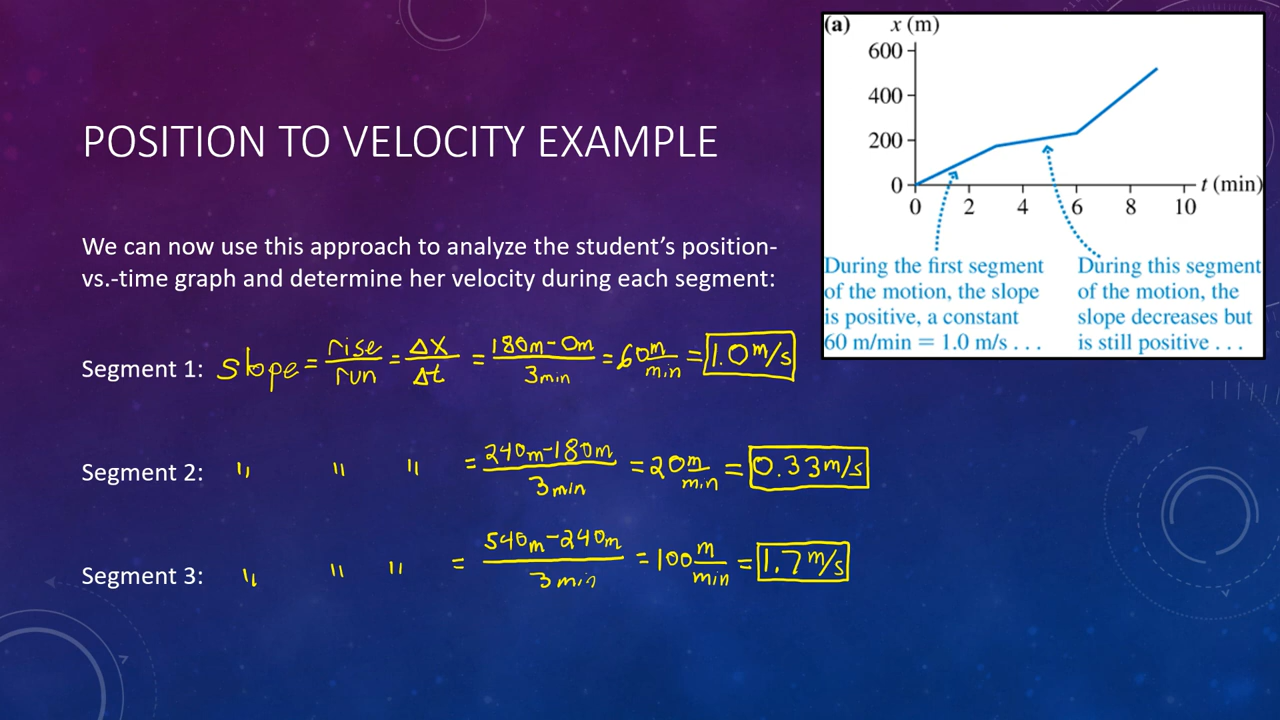 POSITION TO VELOCITY EXAMPLE
We can now use this approach to analyze the student's position-
vs.-time graph and determine her velocity during each segment:
Segment 1: slope = rise/run = Δx/Δt = 180m-0m/3min = 60 m/min = 1.0 m/s
Segment 2: " " " = 240m-180m/3min = 20 m/min = 0.33 m/s
Segment 3: " " " = 540m-240m/3min = 100 m/min = 1.7 m/s
(a) x (m)
600
400
200
0
0 2 4 6 8 10
t (min)
During the first segment
of the motion, the slope
is positive, a constant
60 m/min = 1.0 m/s . . .
During this segment
of the motion, the
slope decreases but
is still positive . . .